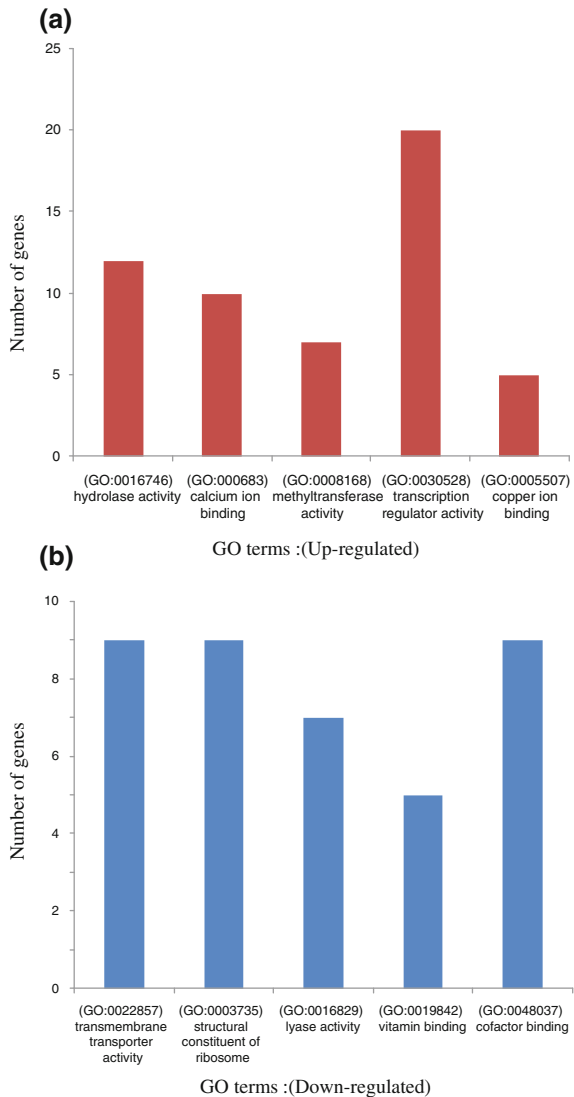 (a)
25
20
15
10
5
0
Number of genes
(GO:0016746)
hydrolase activity
(GO:000683)
calcium ion
binding
(GO:0008168)
methyltransferase
activity
(GO:0030528)
transcription
regulator activity
(GO:0005507)
copper ion
binding
GO terms :(Up-regulated)
(b)
10
8
6
4
2
0
Number of genes
(GO:0022857)
transmembrane
transporter
activity
(GO:0003735)
structural
constituent of
ribosome
(GO:0016829)
lyase activity
(GO:0019842)
vitamin binding
(GO:0048037)
cofactor binding
GO terms :(Down-regulated)